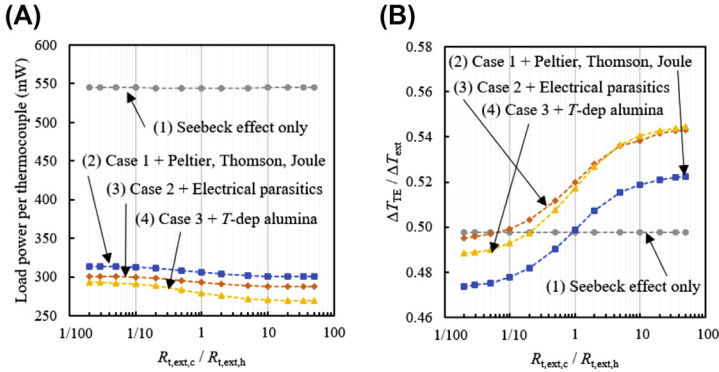 (A)
Load power per thermocouple (mW)
600
550
500
450
400
350
300
250
(1) Seebeck effect only
(2) Case 1 + Peltier, Thomson, Joule
(3) Case 2 + Electrical parasitics
(4) Case 3 + T-dep alumina
1/100 1/10 1 10 100
Rt,ext,c / Rt,ext,h
(B)
ΔTTE / ΔText
0.58
0.56
0.54
0.52
0.50
0.48
0.46
(2) Case 1 + Peltier, Thomson, Joule
(3) Case 2 + Electrical parasitics
(4) Case 3 + T-dep alumina
(1) Seebeck effect only
1/100 1/10 1 10 100
Rt,ext,c / Rt,ext,h